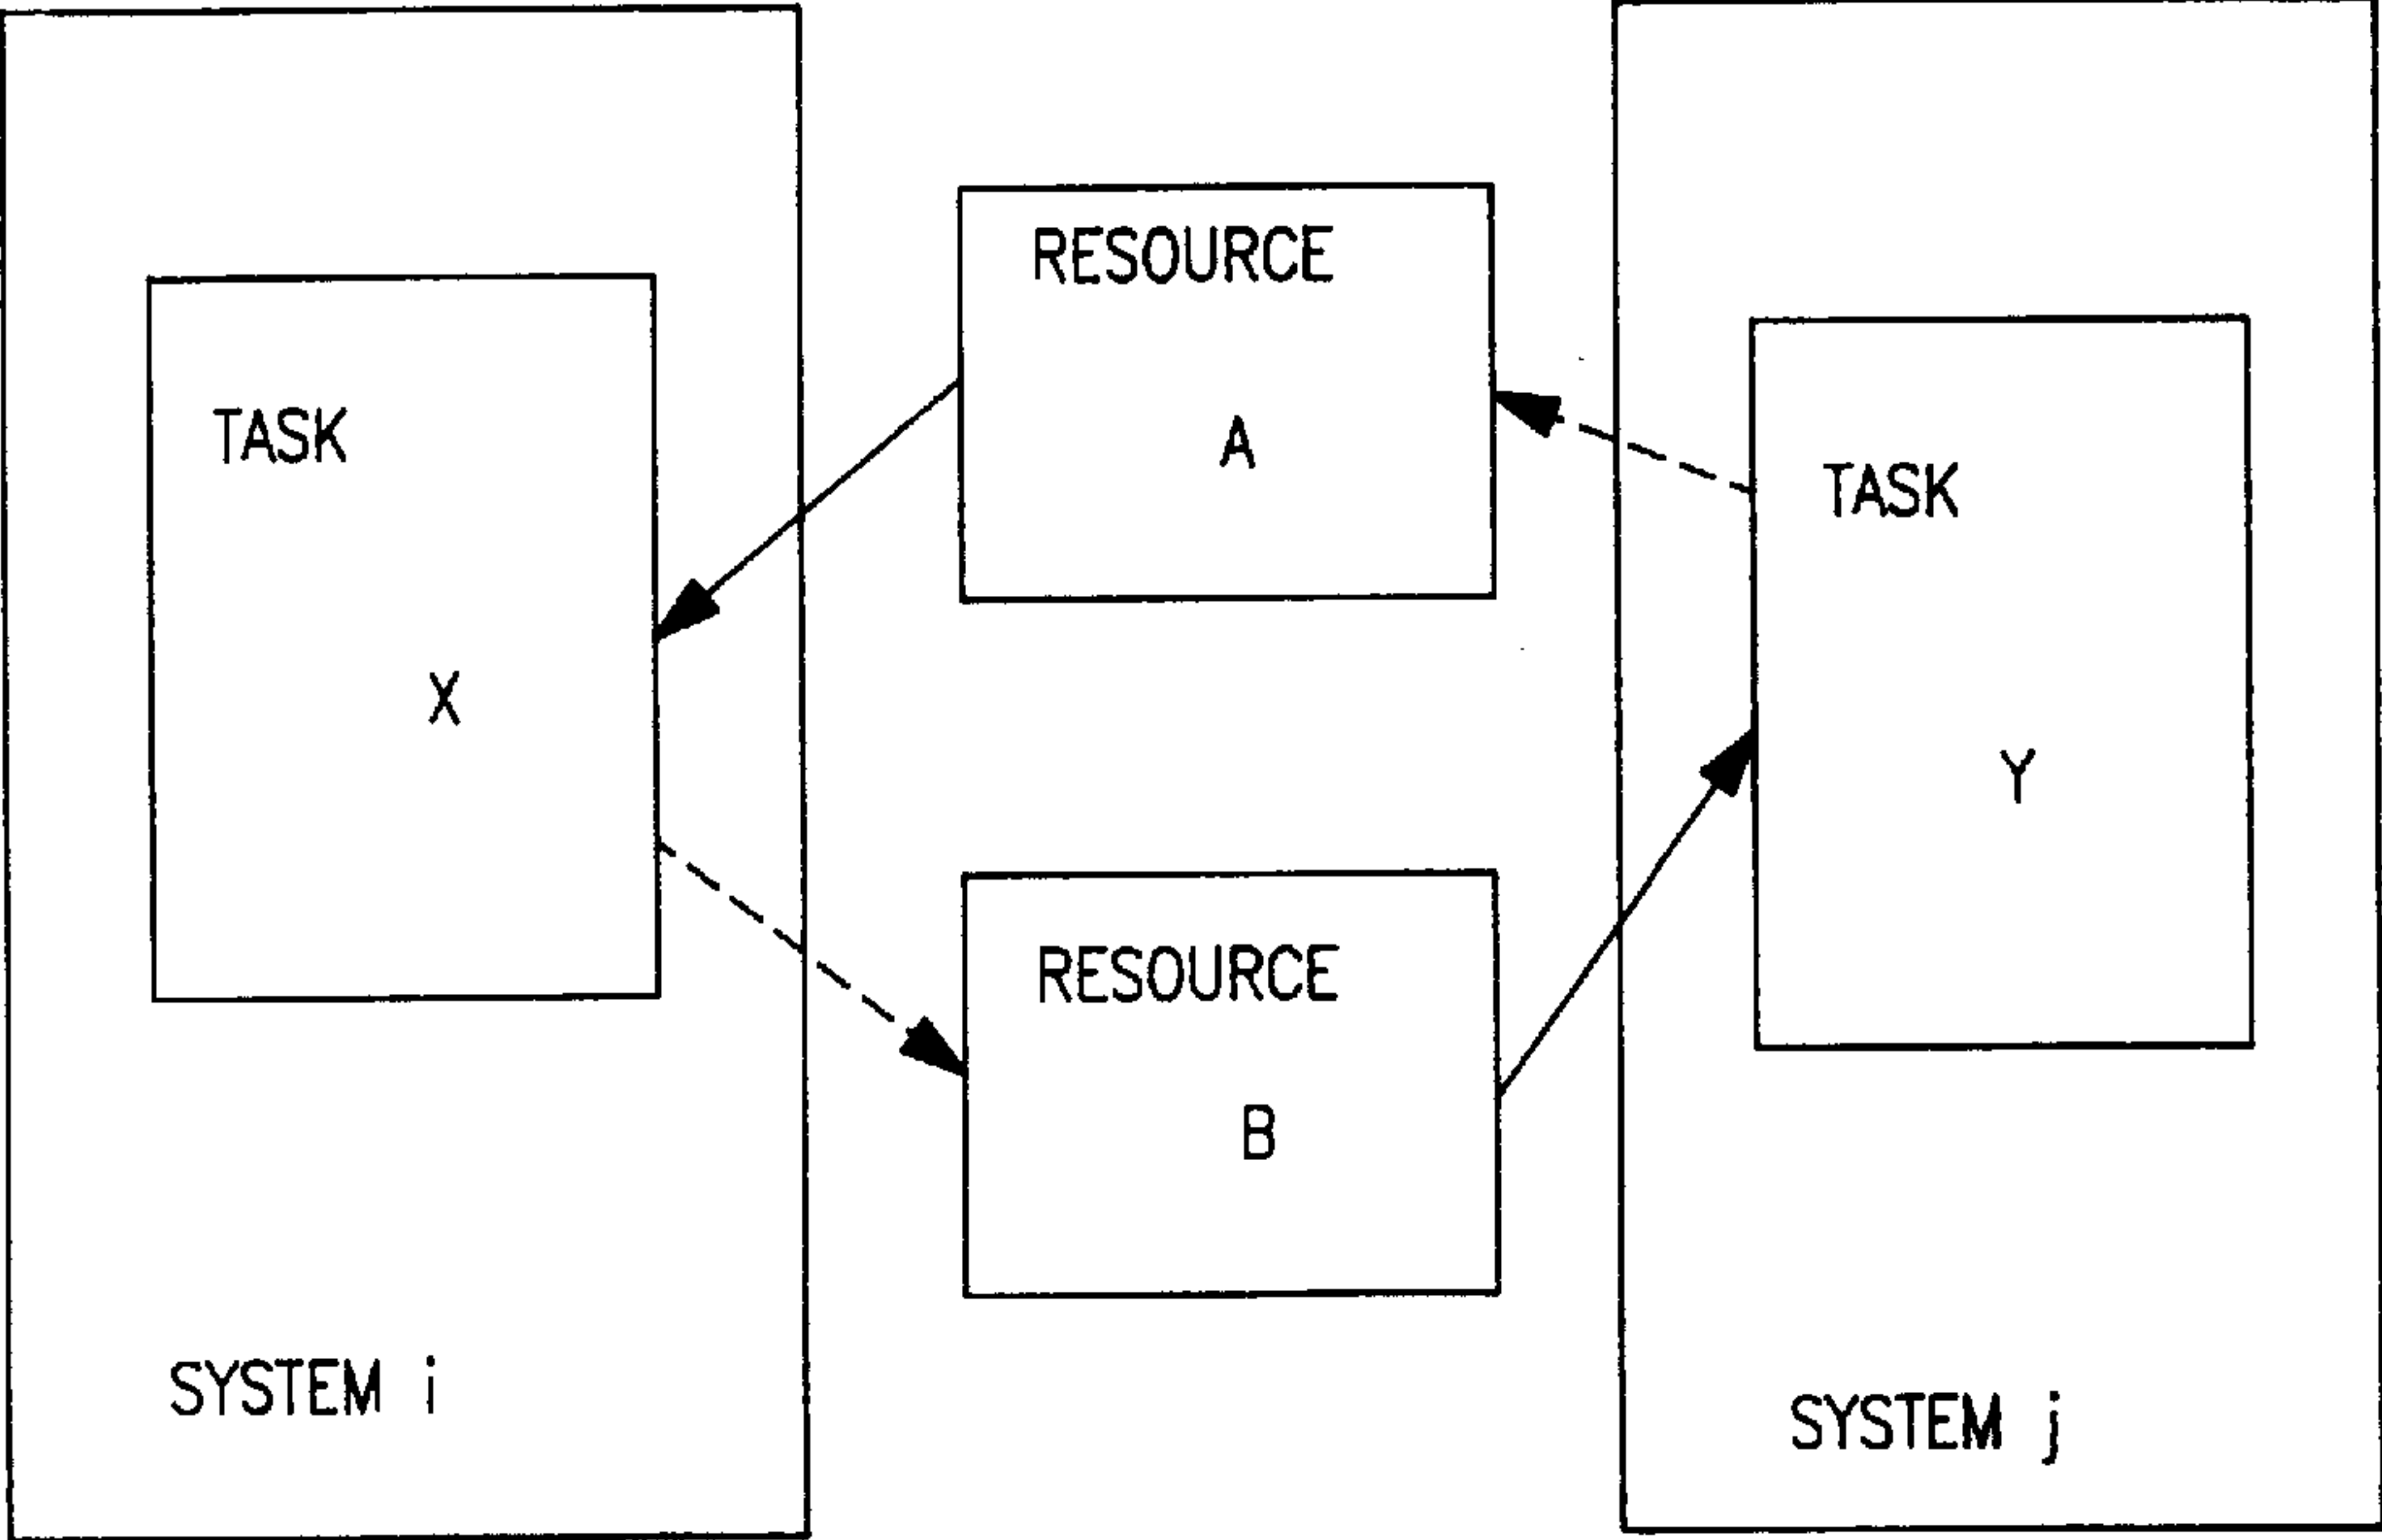 RESOURCE
A
TASK
X
TASK
Y
RESOURCE
B
SYSTEM i
SYSTEM j